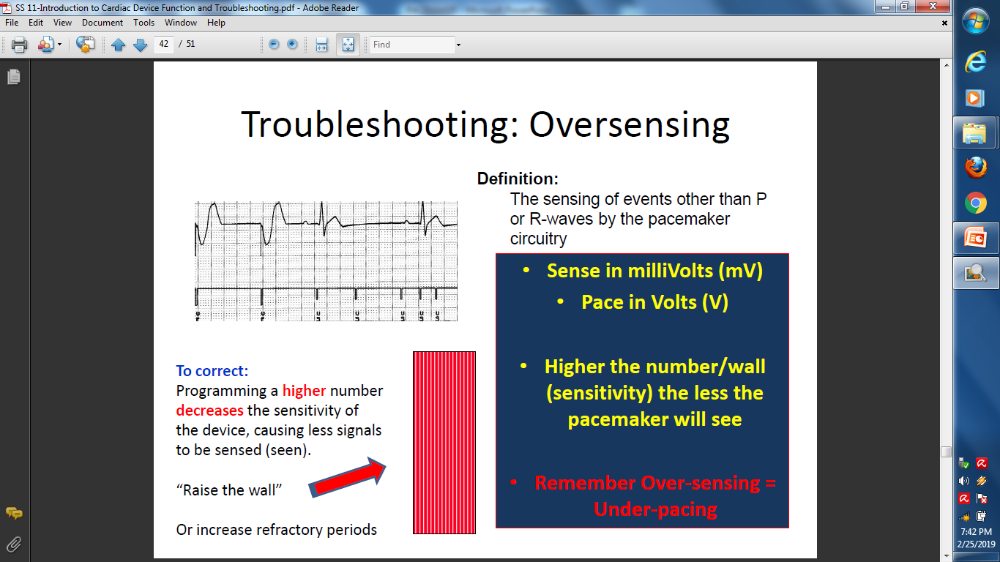 SS 11-Introduction to Cardiac Device Function and Troubleshooting.pdf - Adobe Reader
File Edit View Document Tools Window Help
42 / 51
Find
Troubleshooting: Oversensing
Definition:
The sensing of events other than P
or R-waves by the pacemaker
circuitry
• Sense in milliVolts (mV)
• Pace in Volts (V)
• Higher the number/wall
(sensitivity) the less the
pacemaker will see
• Remember Over-sensing =
Under-pacing
To correct:
Programming a higher number
decreases the sensitivity of
the device, causing less signals
to be sensed (seen).
“Raise the wall”
Or increase refractory periods
7:42 PM
2/25/2019